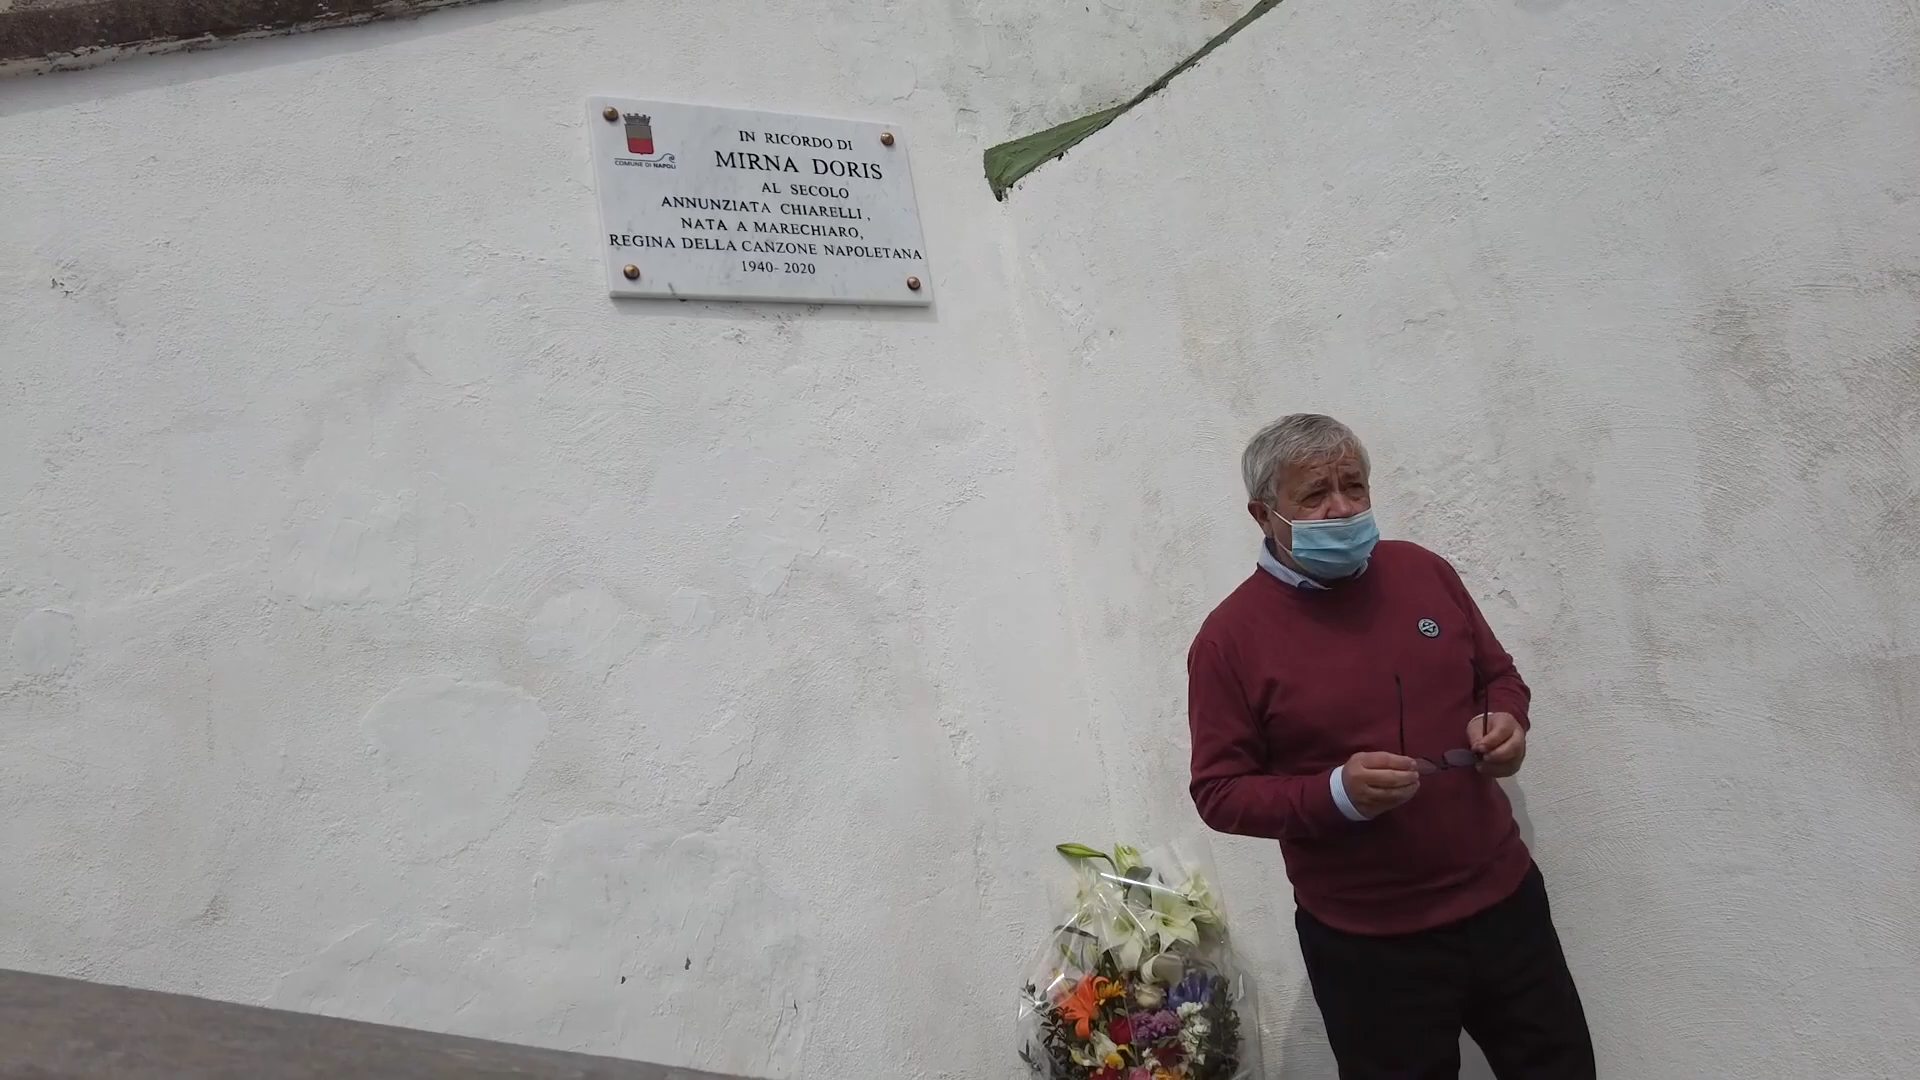 COMUNE DI NAPOLI
IN RICORDO DI
MIRNA DORIS
AL SECOLO
ANNUNZIATA CHIARELLI,
NATA A MARECHIARO,
REGINA DELLA CANZONE NAPOLETANA
1940-2020